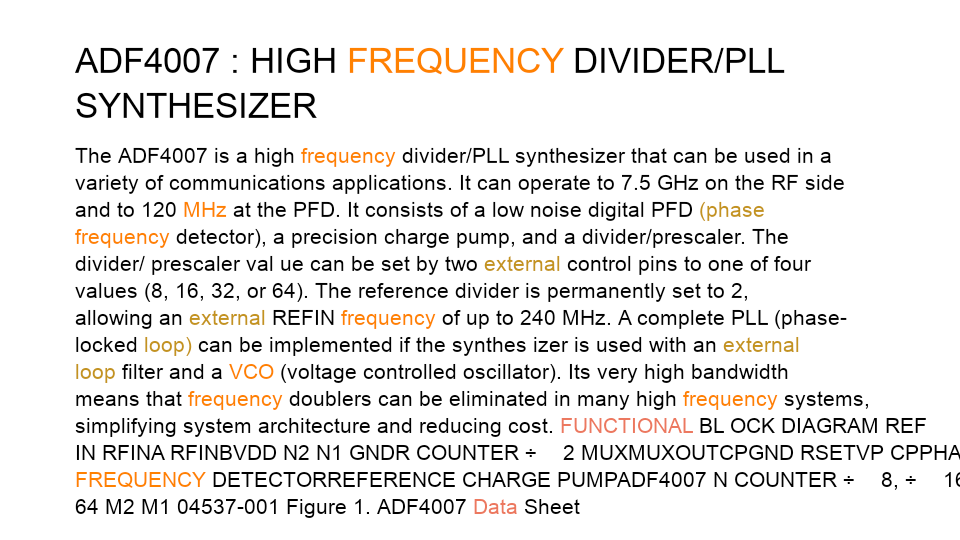 ADF4007 : HIGH FREQUENCY DIVIDER/PLL
SYNTHESIZER
The ADF4007 is a high frequency divider/PLL synthesizer that can be used in a
variety of communications applications. It can operate to 7.5 GHz on the RF side
and to 120 MHz at the PFD. It consists of a low noise digital PFD (phase
frequency detector), a precision charge pump, and a divider/prescaler. The
divider/ prescaler val ue can be set by two external control pins to one of four
values (8, 16, 32, or 64). The reference divider is permanently set to 2,
allowing an external REFIN frequency of up to 240 MHz. A complete PLL (phase-
locked loop) can be implemented if the synthes izer is used with an external
loop filter and a VCO (voltage controlled oscillator). Its very high bandwidth
means that frequency doublers can be eliminated in many high frequency systems,
simplifying system architecture and reducing cost. FUNCTIONAL BL OCK DIAGRAM REF
IN RFINA RFINBVDD N2 N1 GNDR COUNTER ÷ 2 MUXMUXOUTCPGND RSETVP CPPHA
FREQUENCY DETECTORREFERENCE CHARGE PUMPADF4007 N COUNTER ÷ 8, ÷ 16
64 M2 M1 04537-001 Figure 1. ADF4007 Data Sheet